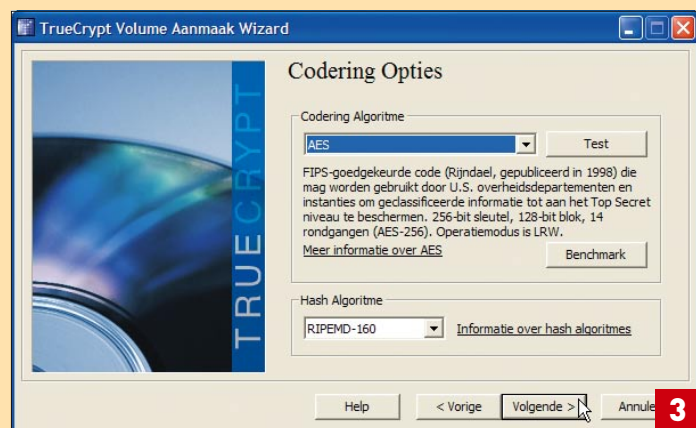 TrueCrypt Volume Aanmaak Wizard
TRUECRYPT
Codering Opties
Codering Algoritme
AES
Test
FIPS-goedgekeurde code (Rijndael, gepubliceerd in 1998) die
mag worden gebruikt door U.S. overheidsdepartementen en
instanties om geclassificeerde informatie tot aan het Top Secret
niveau te beschermen. 256-bit sleutel, 128-bit blok, 14
rondgangen (AES-256). Operatiemodus is LRW.
Meer informatie over AES
Benchmark
Hash Algoritme
RIPEMD-160
Informatie over hash algoritmes
Help
< Vorige
Volgende >
3